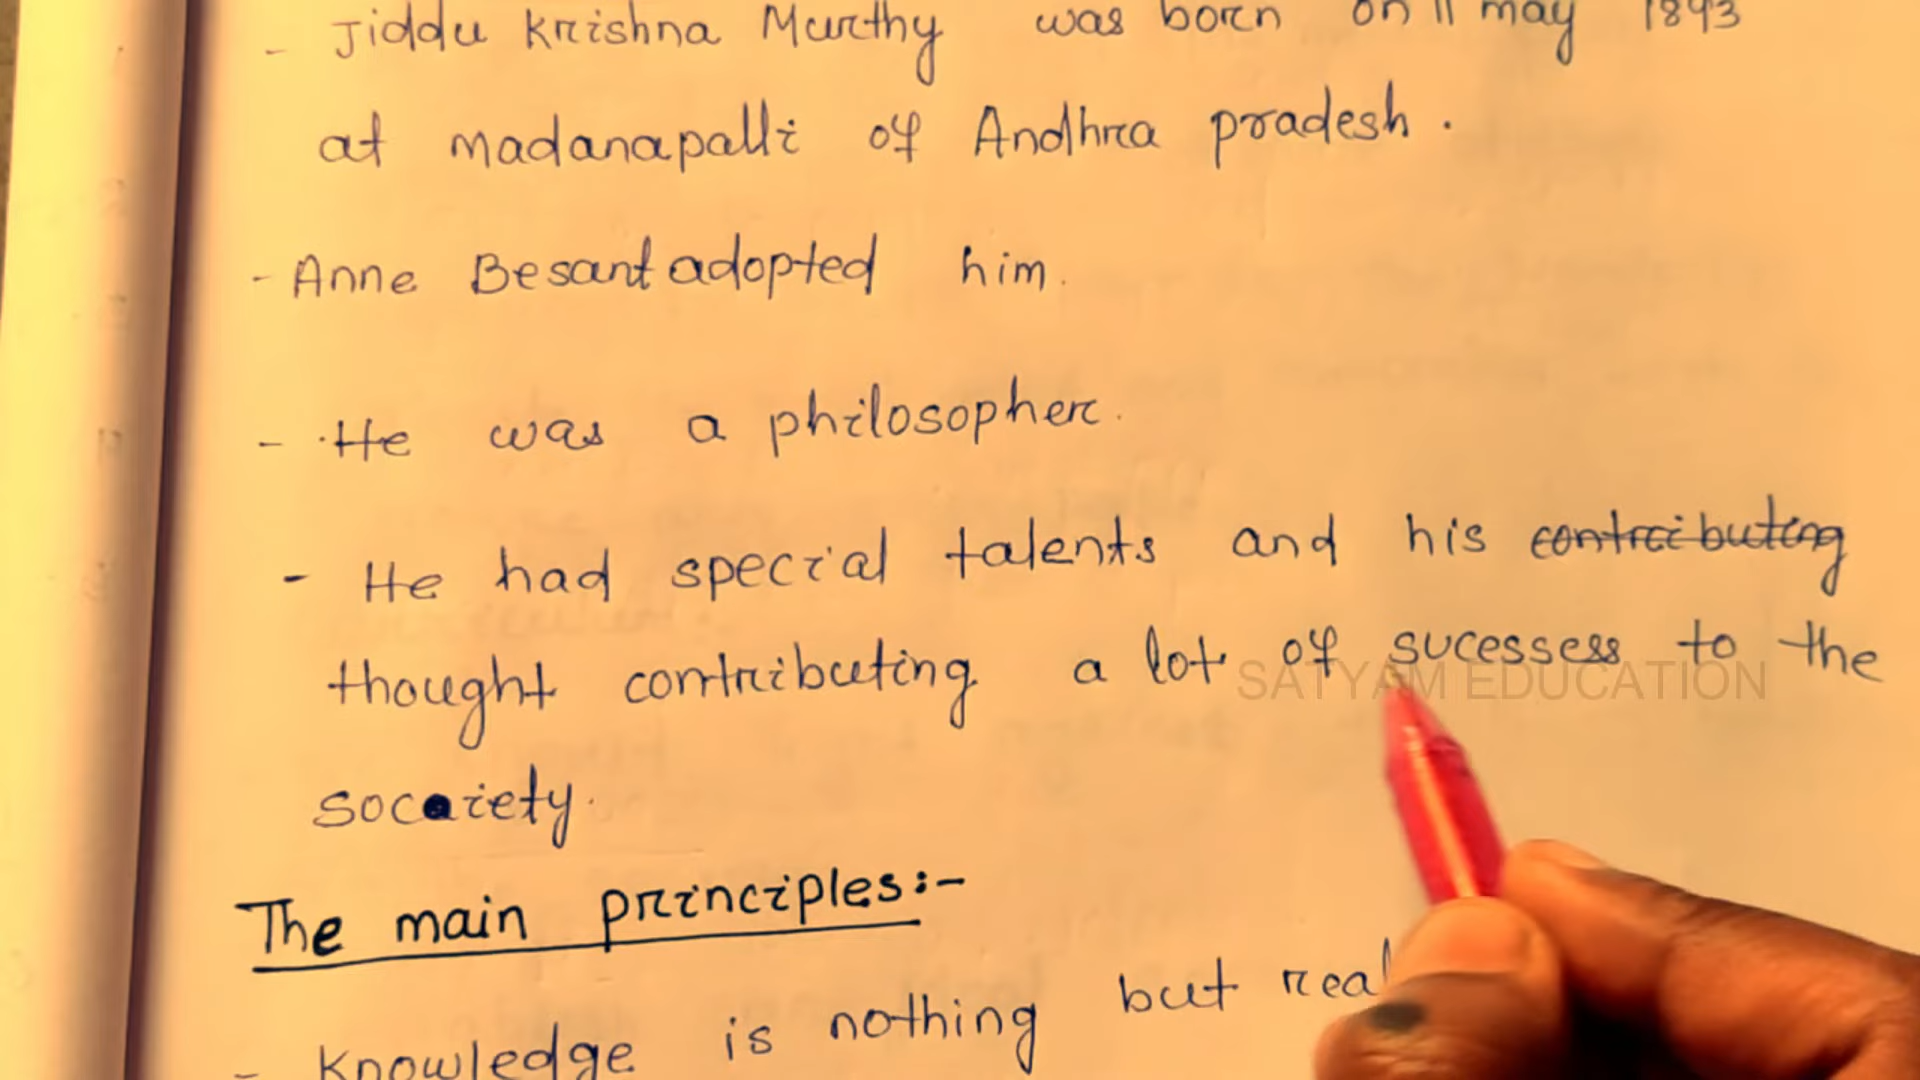 - Jiddu Krishna Murthy was born on 11 may 1893
at madanapalli of Andhra pradesh.
- Anne Besant adopted him.
- He was a philosopher.
- He had special talents and his contributing
thought contributing a lot of sucessess to the
SATYAM EDUCATION
socaiety.
The main principles:-
- Knowledge is nothing but real